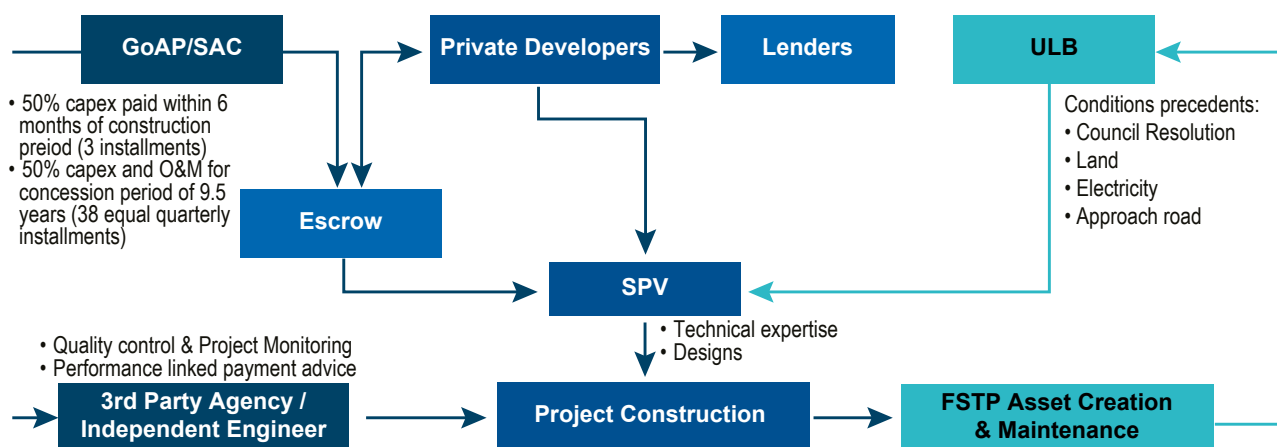 GoAP/SAC
Private Developers
Lenders
ULB
• 50% capex paid within 6
months of construction
preiod (3 installments)
• 50% capex and O&M for
concession period of 9.5
years (38 equal quarterly
installments)
Conditions precedents:
• Council Resolution
• Land
• Electricity
• Approach road
Escrow
SPV
• Technical expertise
• Designs
• Quality control & Project Monitoring
• Performance linked payment advice
3rd Party Agency /
Independent Engineer
Project Construction
FSTP Asset Creation
& Maintenance